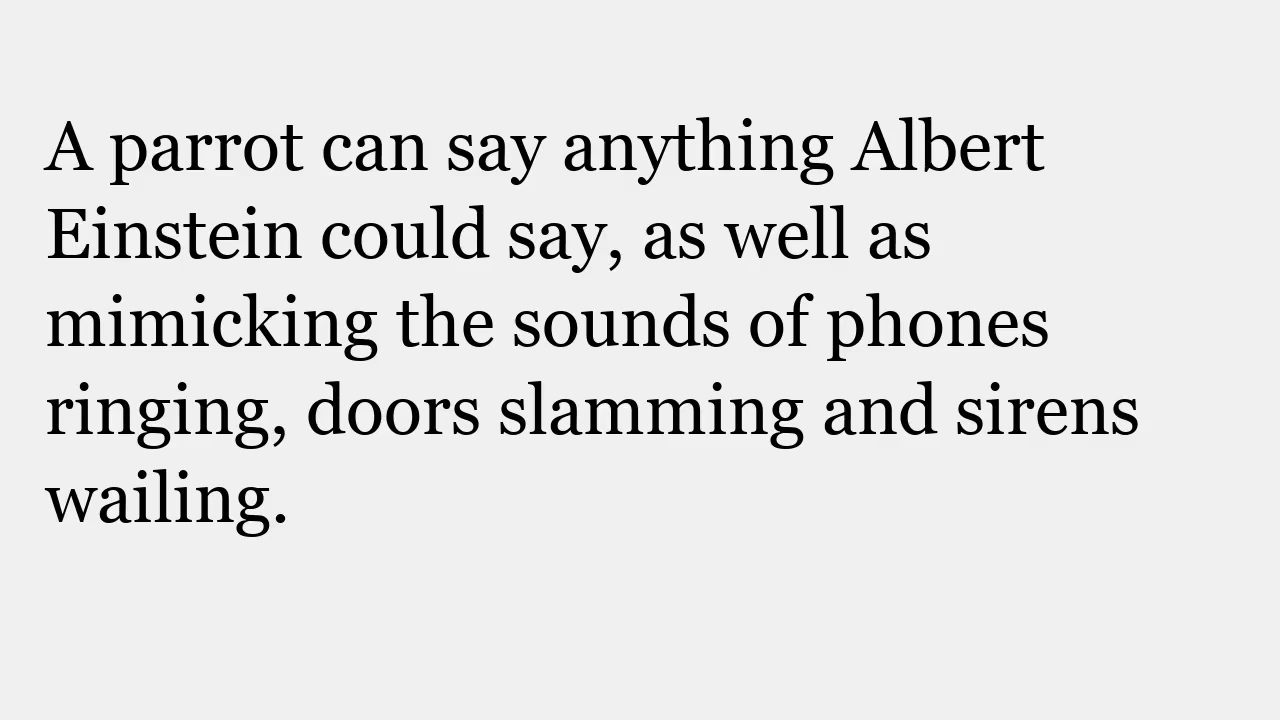 A parrot can say anything Albert
Einstein could say, as well as
mimicking the sounds of phones
ringing, doors slamming and sirens
wailing.